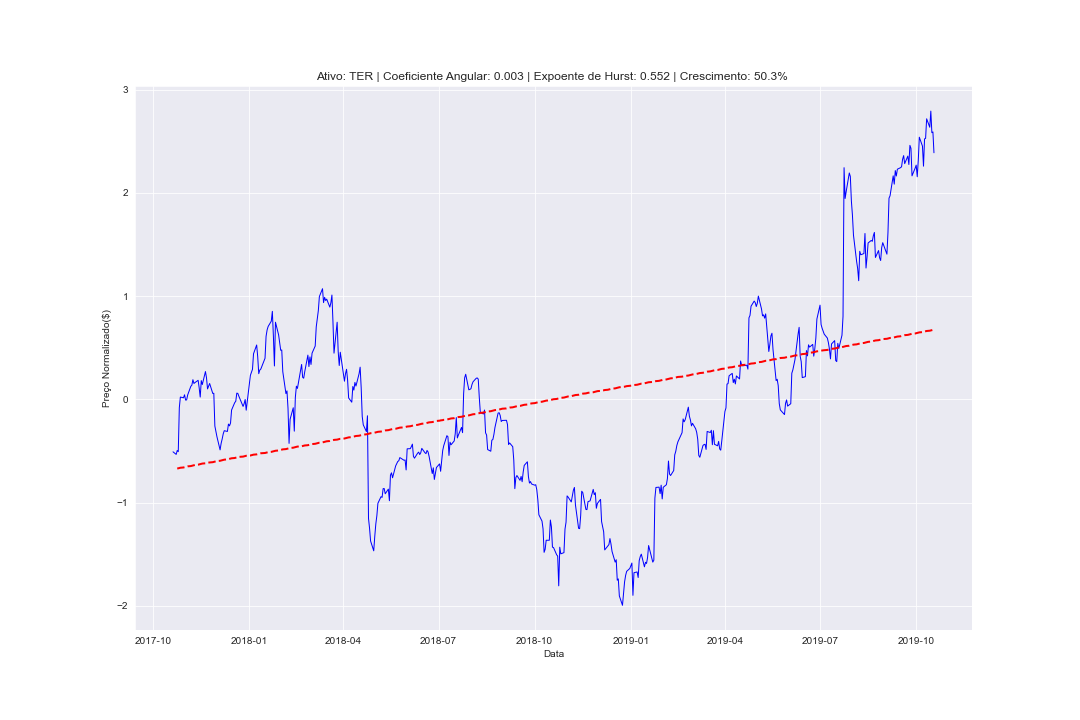 Ativo: TER | Coeficiente Angular: 0.003 | Expoente de Hurst: 0.552 | Crescimento: 50.3%
3
2
1
0
−1
−2
Preço Normalizado($)
2017-10 2018-01 2018-04 2018-07 2018-10 2019-01 2019-04 2019-07 2019-10
Data